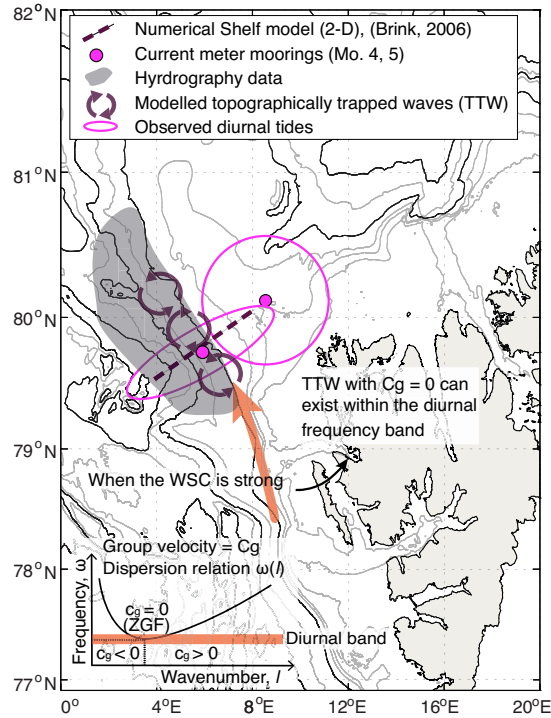 82°N
Numerical Shelf model (2-D), (Brink, 2006)
Current meter moorings (Mo. 4, 5)
Hyrdrography data
Modelled topographically trapped waves (TTW)
Observed diurnal tides
81°N
80°N
TTW with Cg = 0 can
exist within the diurnal
frequency band
79°N
When the WSC is strong
Group velocity = Cg
Dispersion relation ω(l)
78°N
Frequency, ω
cg = 0
(ZGF)
Diurnal band
cg < 0
cg > 0
Wavenumber, l
77°N
0°
4°E
8°E
12°E
16°E
20°E